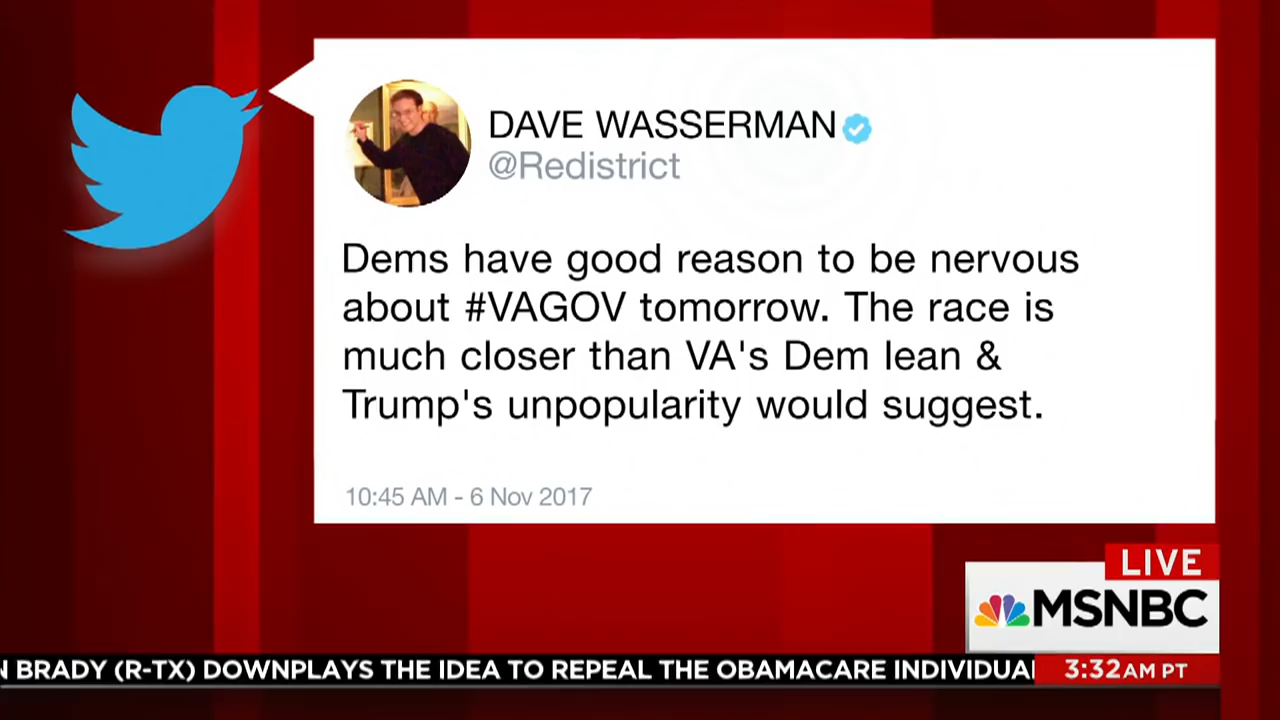 DAVE WASSERMAN
@Redistrict
Dems have good reason to be nervous
about #VAGOV tomorrow. The race is
much closer than VA's Dem lean &
Trump's unpopularity would suggest.
10:45 AM - 6 Nov 2017
LIVE
MSNBC
N BRADY (R-TX) DOWNPLAYS THE IDEA TO REPEAL THE OBAMACARE INDIVIDUA
3:32AM PT